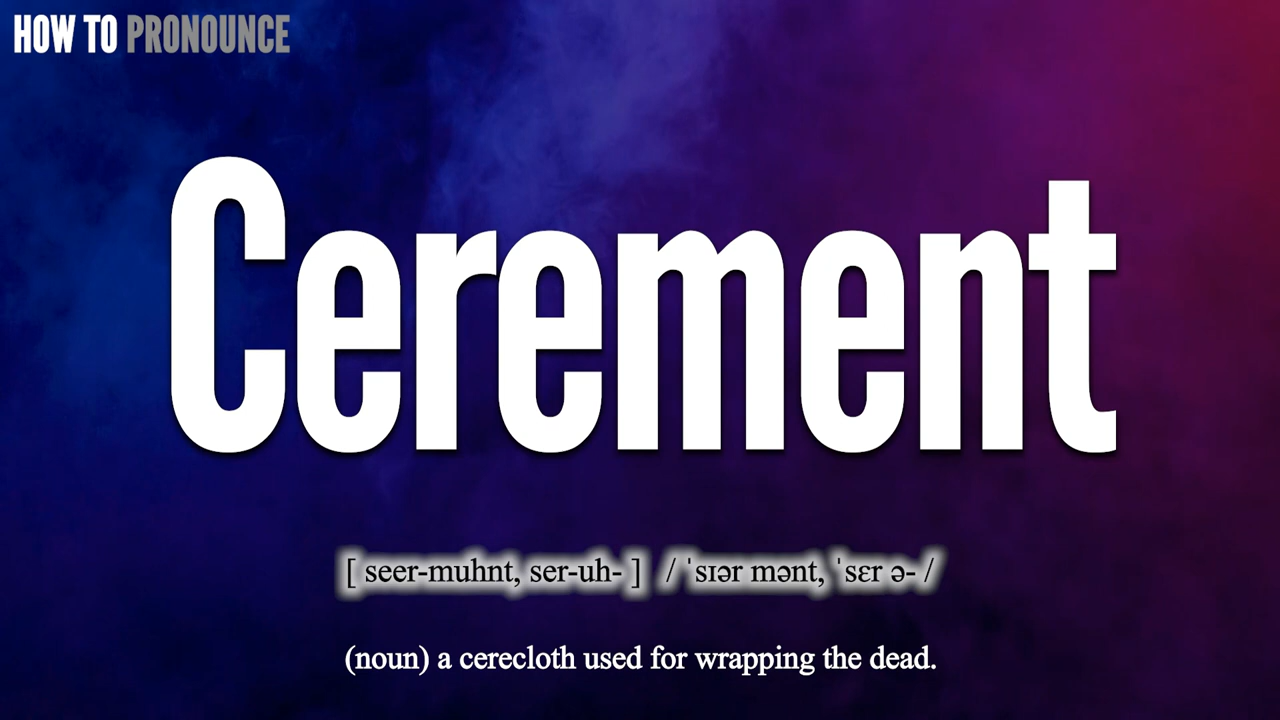 HOW TO PRONOUNCE
Cerement
[ seer-muhnt, ser-uh- ] / ˈsɪər mənt, ˈsɛr ə- /
(noun) a cerecloth used for wrapping the dead.